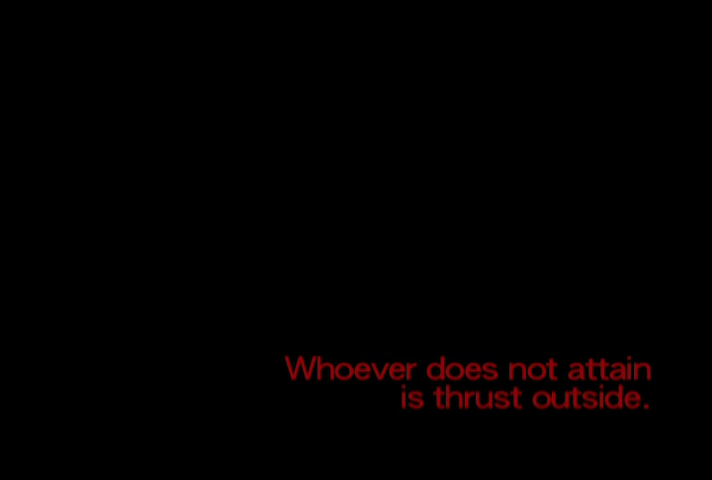 Whoever does not attain
is thrust outside.